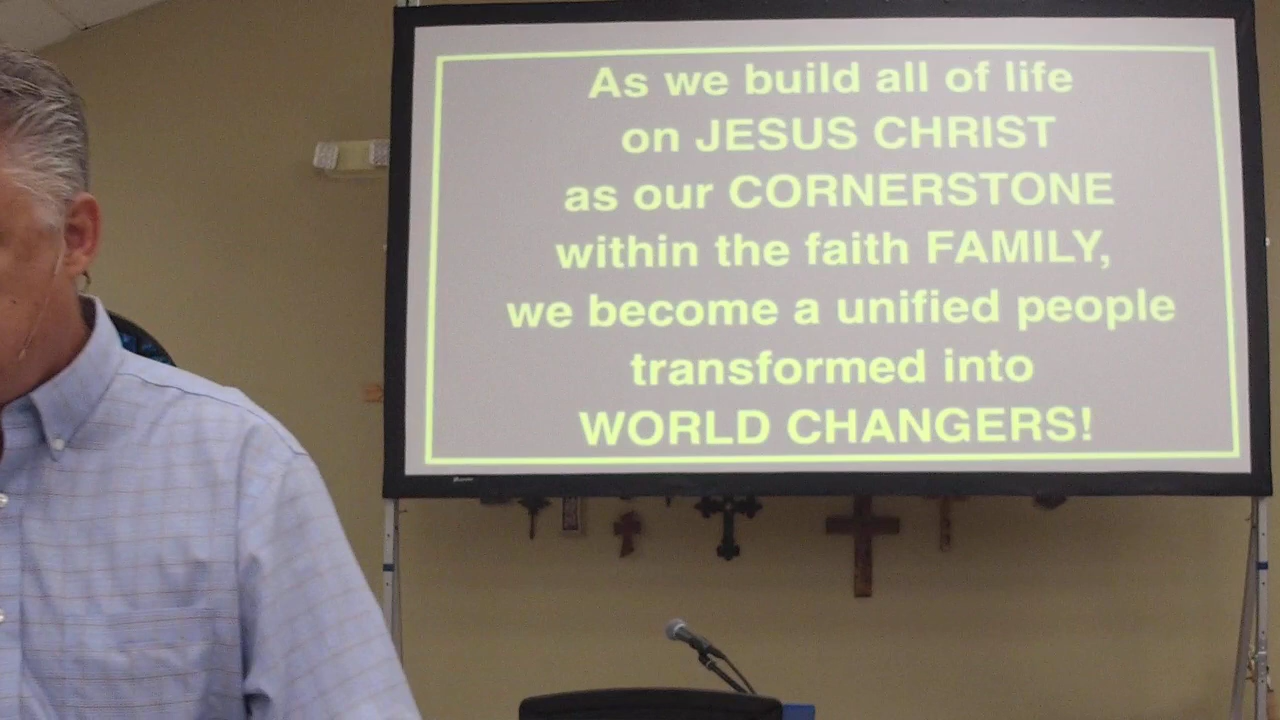 As we build all of life
on JESUS CHRIST
as our CORNERSTONE
within the faith FAMILY,
we become a unified people
transformed into
WORLD CHANGERS!